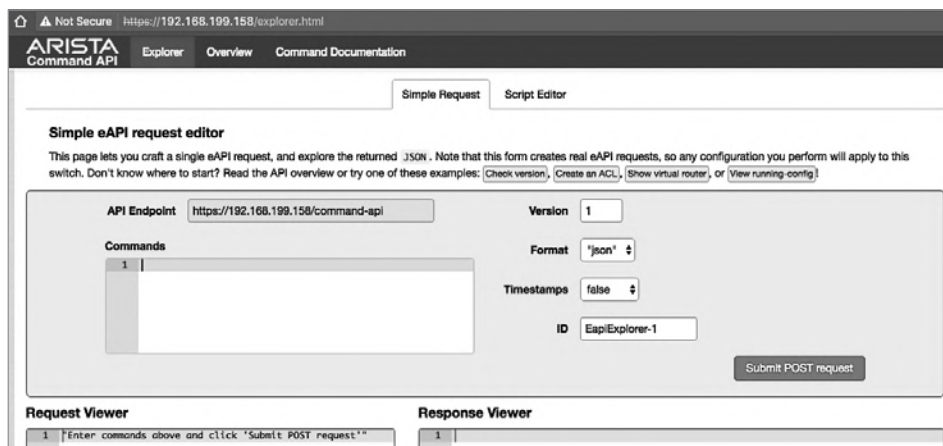 Not Secure https://192.168.199.158/explorer.html
ARISTA
Command API Explorer Overview Command Documentation
Simple Request Script Editor
Simple eAPI request editor
This page lets you craft a single eAPI request, and explore the returned JSON. Note that this form creates real eAPI requests, so any configuration you perform will apply to this
switch. Don't know where to start? Read the API overview or try one of these examples: Check version, Create an ACL, Show virtual router, or View running-config!
API Endpoint https://192.168.199.158/command-api Version 1
Commands Format "json"
1
Timestamps false
ID EapiExplorer-1
Submit POST request
Request Viewer Response Viewer
1 "Enter commands above and click 'Submit POST request'" 1